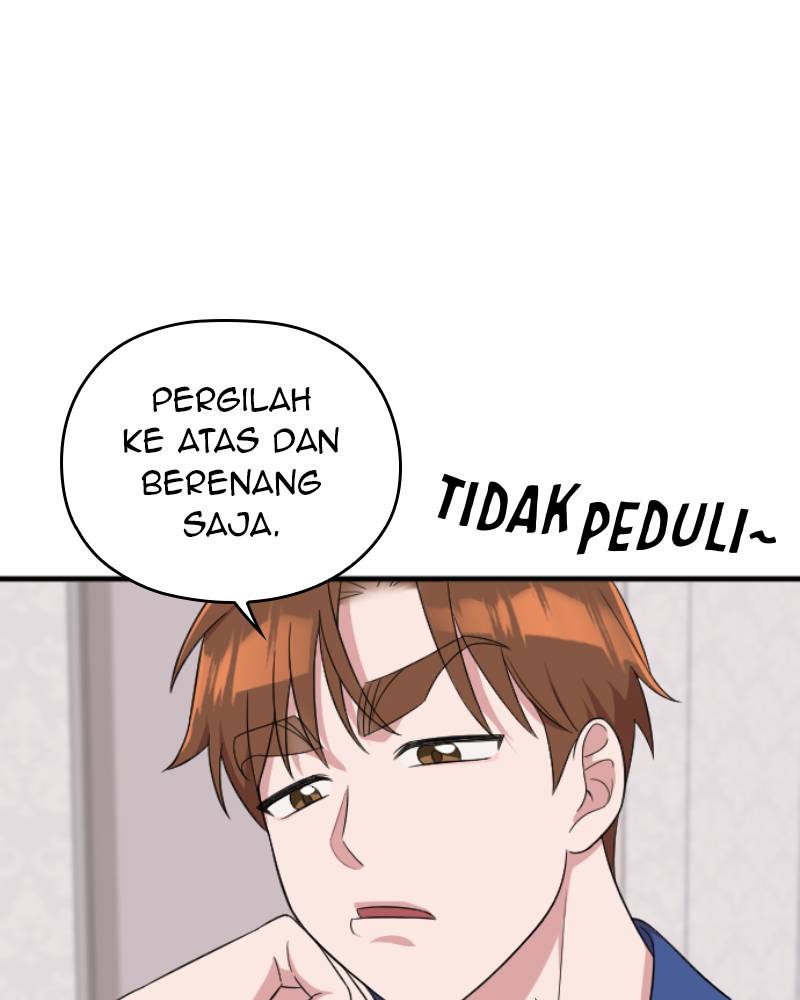 PERGILAH
KE ATAS DAN
BERENANG
SAJA.
TIDAK PEDULI~